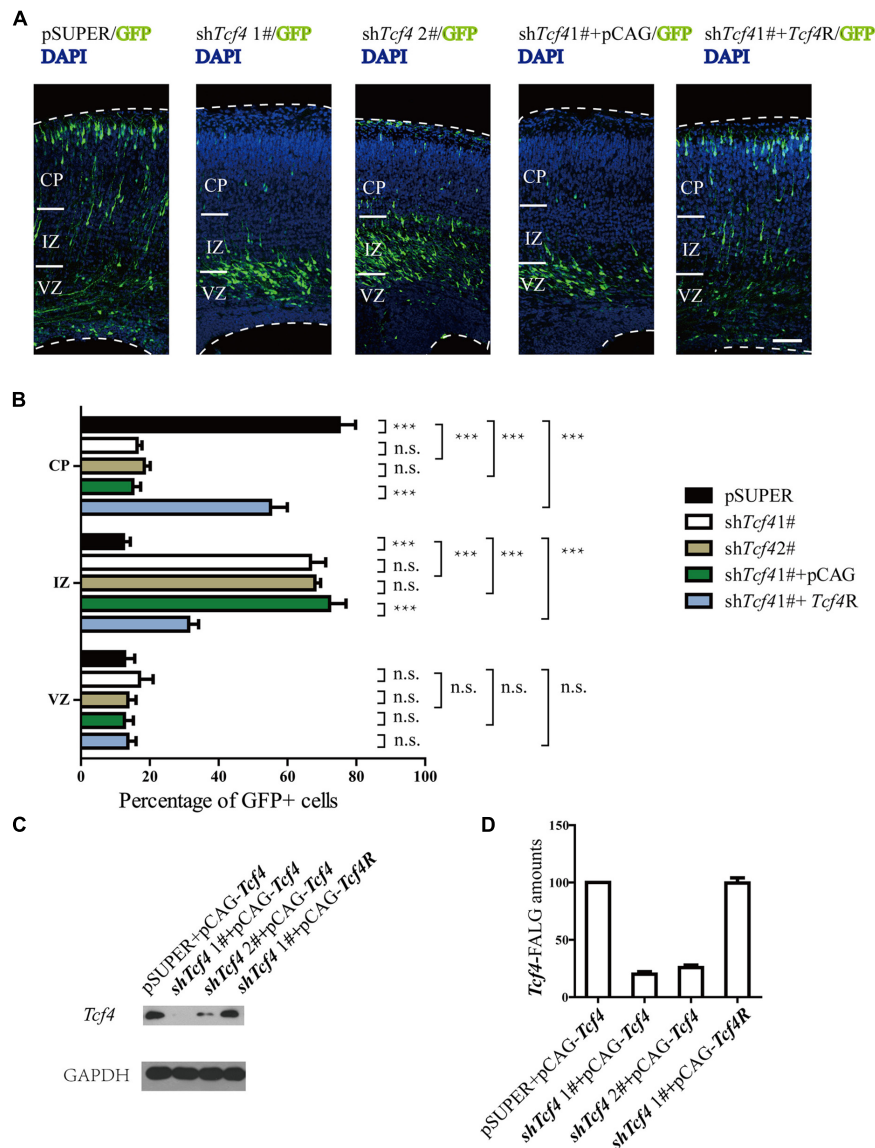 A
pSUPER/GFP
DAPI
shTcf4 1#/GFP
DAPI
shTcf4 2#/GFP
DAPI
shTcf41#+pCAG/GFP
DAPI
shTcf41#+Tcf4R/GFP
DAPI
CP
IZ
VZ
CP
IZ
VZ
CP
IZ
VZ
CP
IZ
VZ
CP
IZ
VZ
B
CP
***
n.s.
n.s.
***
***
***
***
IZ
***
n.s.
n.s.
***
***
***
***
VZ
n.s.
n.s.
n.s.
n.s.
n.s.
n.s.
n.s.
0 20 40 60 80 100
Percentage of GFP+ cells
pSUPER
shTcf41#
shTcf42#
shTcf41#+pCAG
shTcf41#+ Tcf4R
C
pSUPER+pCAG-Tcf4
shTcf4 1#+pCAG-Tcf4
shTcf4 2#+pCAG-Tcf4
shTcf4 1#+pCAG-Tcf4R
Tcf4
GAPDH
D
Tcf4-FALG amounts
150
100
50
0
pSUPER+pCAG-Tcf4
shTcf4 1#+pCAG-Tcf4
shTcf4 2#+pCAG-Tcf4
shTcf4 1#+pCAG-Tcf4R